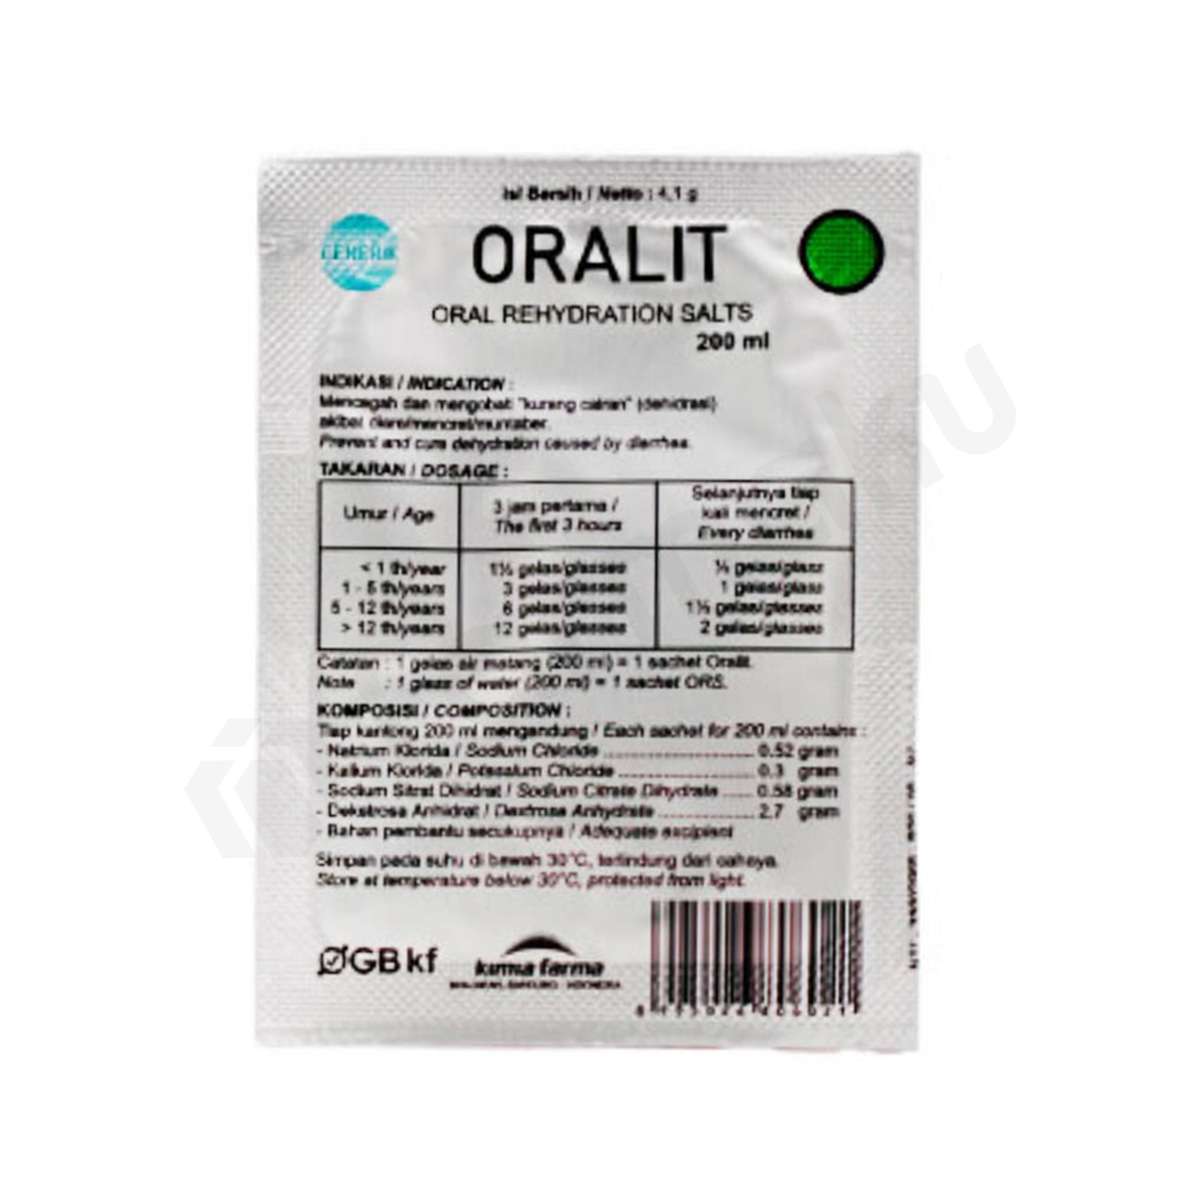 Isi Bersih / Netto : 4,1 g
GENERIK
ORALIT
ORAL REHYDRATION SALTS
200 ml
INDIKASI / INDICATION :
Mencegah dan mengobati "kurang cairan" (dehidrasi)
akibat diare/mencret/muntaber.
Prevent and cure dehydration caused by diarrhea.
TAKARAN / DOSAGE :
Umur / Age
3 jam pertama /
The first 3 hours
Selanjutnya tiap
kali mencret /
Every diarrhea
< 1 th/year 1½ gelas/glasses ½ gelas/glass
1 - 5 th/years 3 gelas/glasses 1 gelas/glass
5 - 12 th/years 6 gelas/glasses 1½ gelas/glasses
> 12 th/years 12 gelas/glasses 2 gelas/glasses
Catatan : 1 gelas air matang (200 ml) = 1 sachet Oralit.
Note : 1 glass of water (200 ml) = 1 sachet ORS.
KOMPOSISI / COMPOSITION :
Tiap kantong 200 ml mengandung / Each sachet for 200 ml contains :
- Natrium Klorida / Sodium Chloride ........ 0.52 gram
- Kalium Klorida / Potassium Chloride ........ 0.3 gram
- Sodium Sitrat Dihidrat / Sodium Citrate Dihydrate ..... 0.58 gram
- Dekstrosa Anhidrat / Dextrose Anhydrate ........ 2.7 gram
- Bahan pembantu secukupnya / Adequate excipient
Simpan pada suhu di bawah 30°C, terlindung dari cahaya.
Store at temperature below 30°C, protected from light.
OGB kf
kimia farma